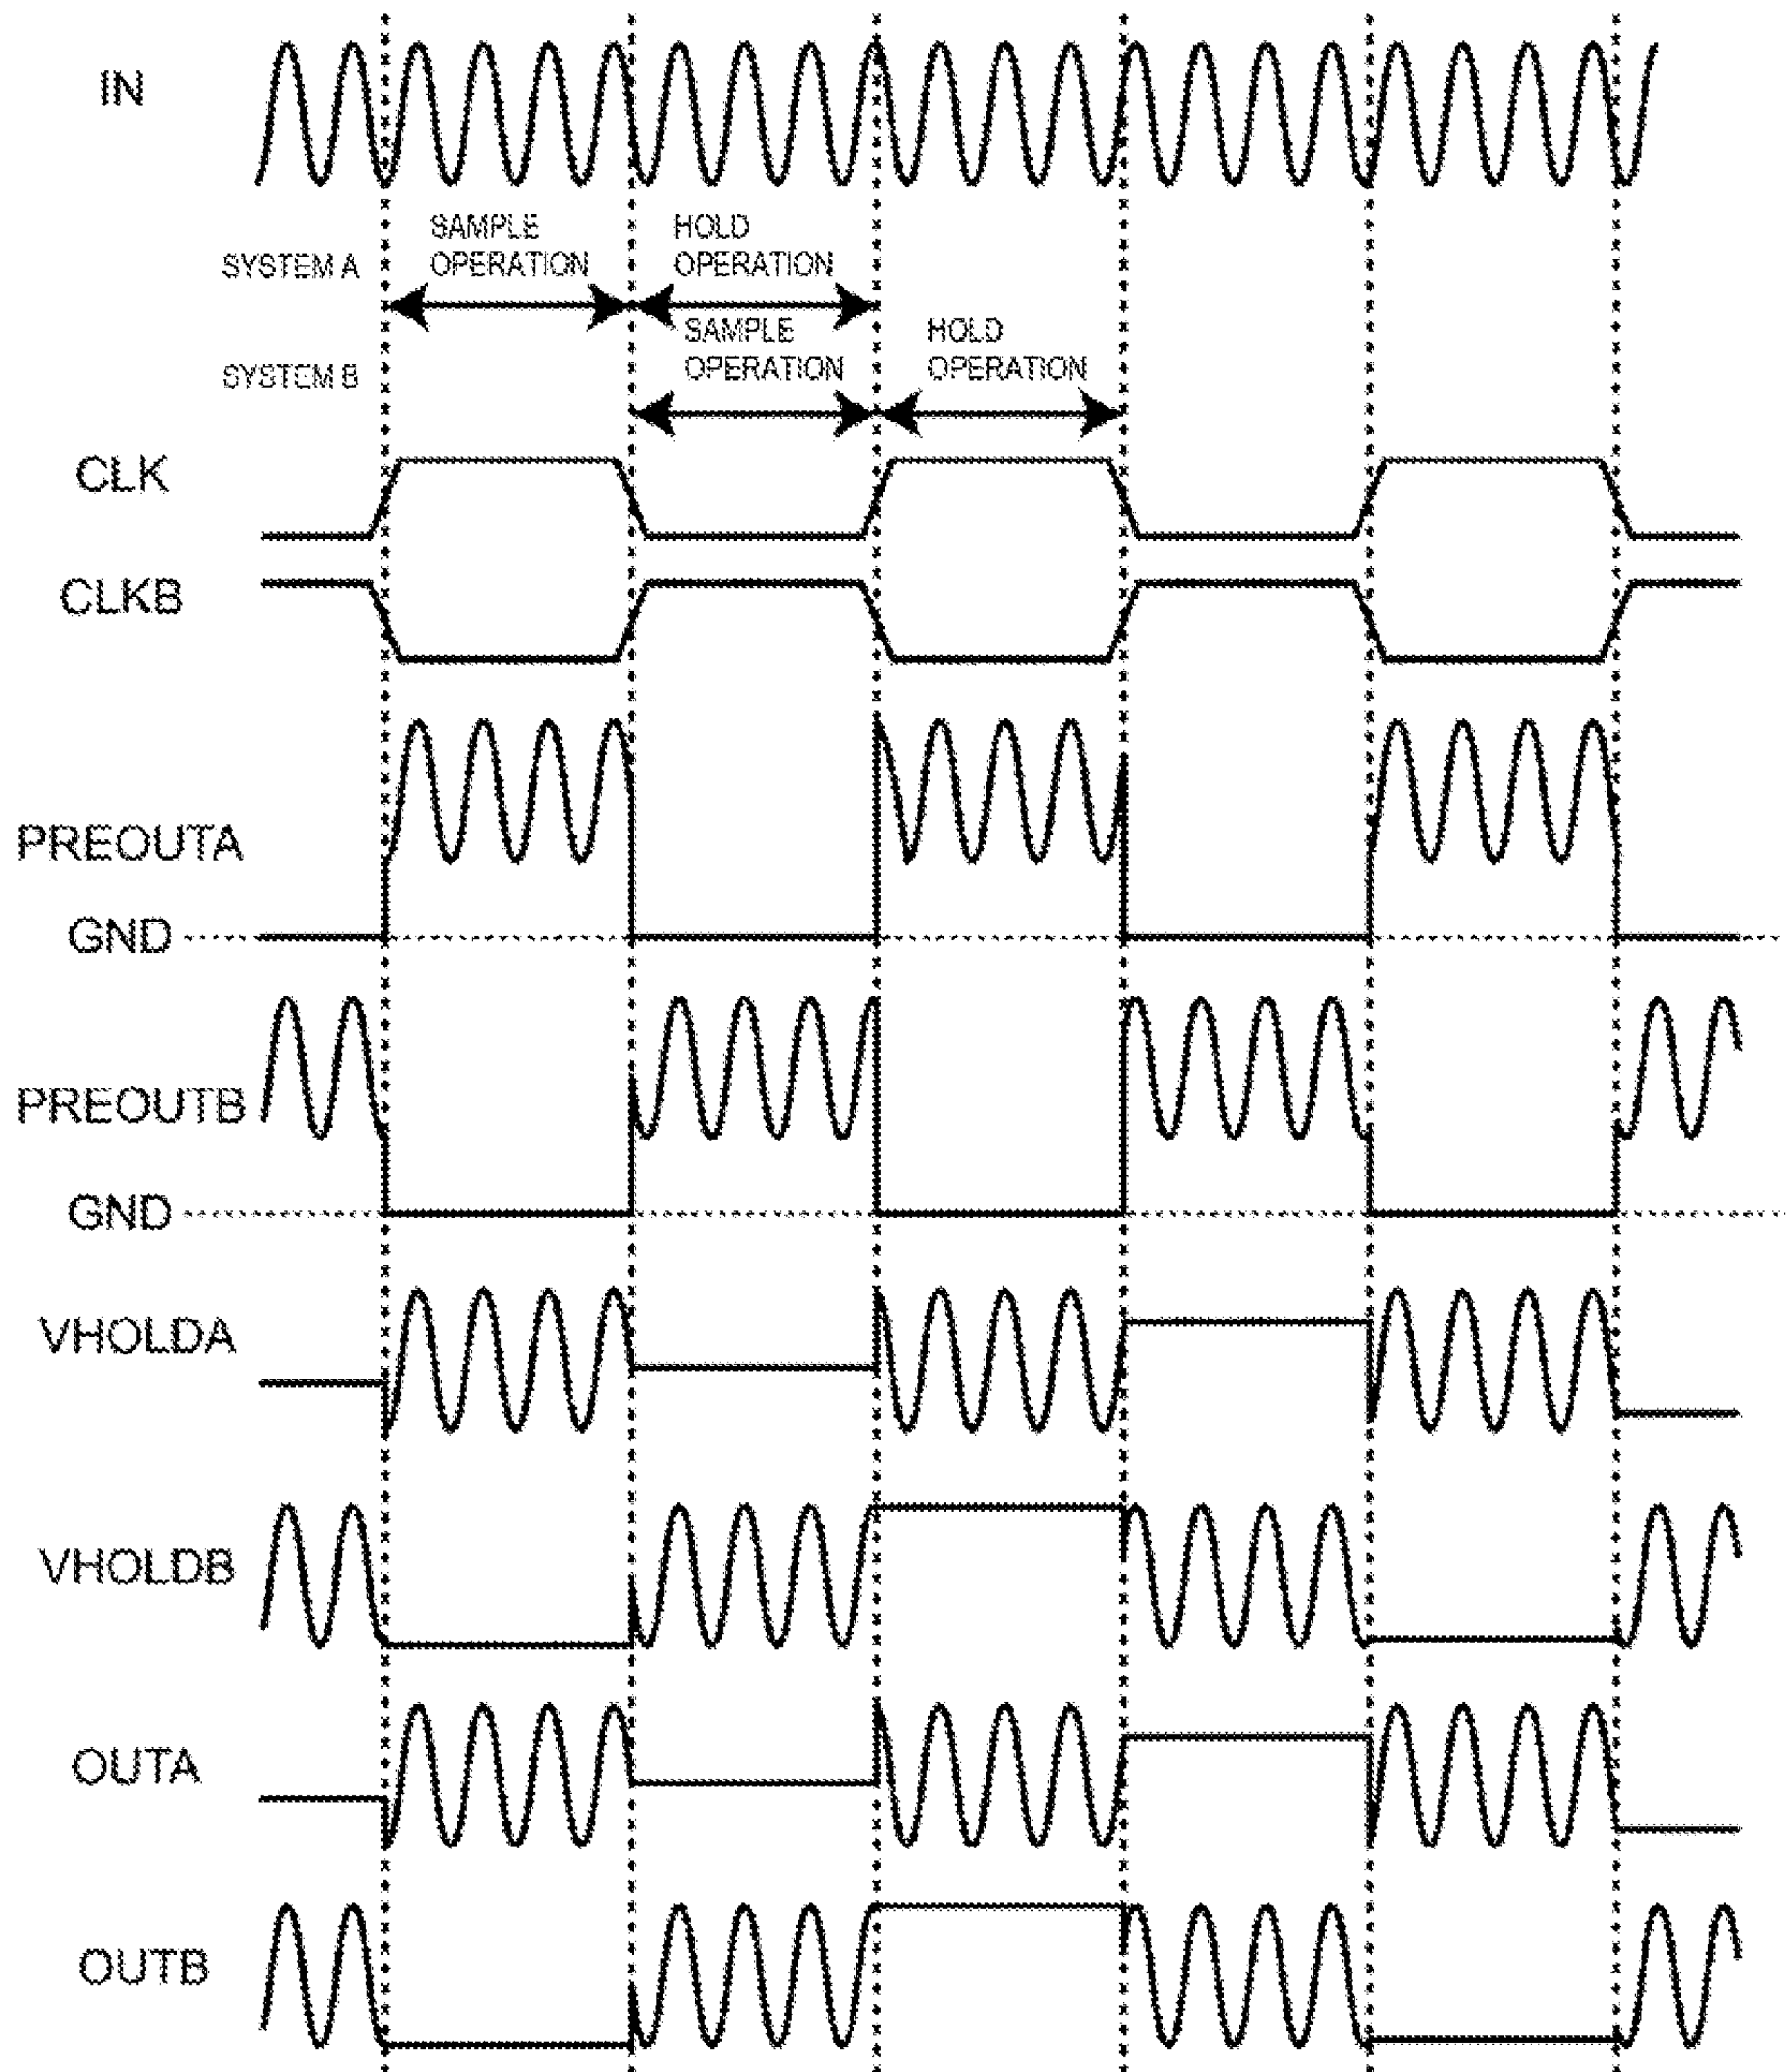 IN
SAMPLE
OPERATION
HOLD
OPERATION
SYSTEM A
SAMPLE
OPERATION
HOLD
OPERATION
SYSTEM B
CLK
CLKB
PREOUTA
GND
PREOUTB
GND
VHOLDA
VHOLDB
OUTA
OUTB